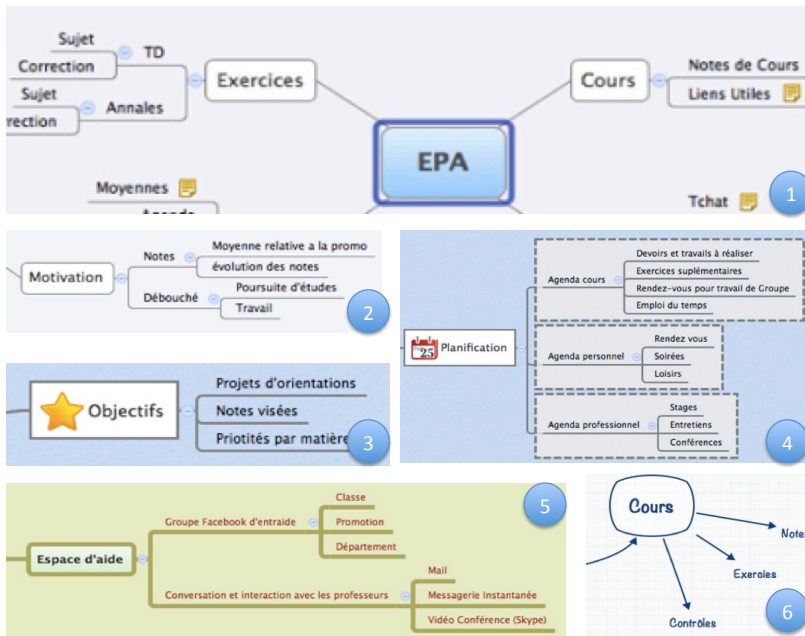 Sujet
Correction
TD
Sujet
rrection
Annales
Exercices
EPA
Cours
Notes de Cours
Liens Utiles
Moyennes
Agenda
Tchat
1
Motivation
Notes
Moyenne relative a la promo
évolution des notes
Débouché
Poursuite d'études
Travail
2
Objectifs
Projets d'orientations
Notes visées
Priotités par matière
3
25
Planification
Agenda cours
Devoirs et travails à réaliser
Exercices suplémentaires
Rendez-vous pour travail de Groupe
Emploi du temps
Agenda personnel
Rendez vous
Soirées
Loisirs
Agenda professionnel
Stages
Entretiens
Conférences
4
Espace d'aide
Groupe Facebook d'entraide
Classe
Promotion
Département
Conversation et interaction avec les professeurs
Mail
Messagerie Instantanée
Vidéo Conférence (Skype)
5
Cours
Notes
Exercies
Contrôles
6